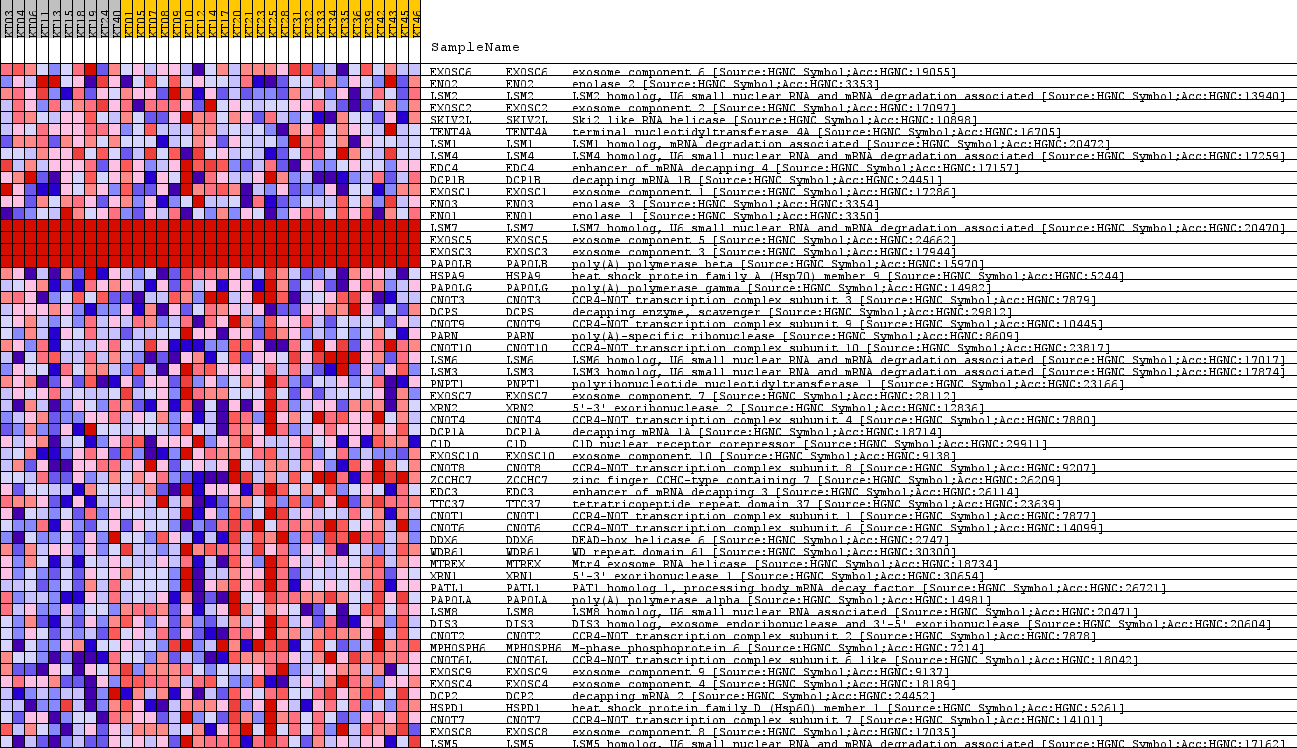 KT03 KT04 KT06 KT11 KT13 KT15 KT18 KT19 KT24 KT40 KT01 KT05 KT07 KT08 KT09 KT10 KT12 KT14 KT17 KT20 KT21 KT23 KT25 KT28 KT31 KT32 KT33 KT34 KT35 KT36 KT39 KT42 KT43 KT45 KT46
SampleName
EXOSC6 EXOSC6 exosome component 6 [Source:HGNC Symbol;Acc:HGNC:19055]
ENO2 ENO2 enolase 2 [Source:HGNC Symbol;Acc:HGNC:3353]
LSM2 LSM2 LSM2 homolog, U6 small nuclear RNA and mRNA degradation associated [Source:HGNC Symbol;Acc:HGNC:13940]
EXOSC2 EXOSC2 exosome component 2 [Source:HGNC Symbol;Acc:HGNC:17097]
SKIV2L SKIV2L Ski2 like RNA helicase [Source:HGNC Symbol;Acc:HGNC:10898]
TENT4A TENT4A terminal nucleotidyltransferase 4A [Source:HGNC Symbol;Acc:HGNC:16705]
LSM1 LSM1 LSM1 homolog, mRNA degradation associated [Source:HGNC Symbol;Acc:HGNC:20472]
LSM4 LSM4 LSM4 homolog, U6 small nuclear RNA and mRNA degradation associated [Source:HGNC Symbol;Acc:HGNC:17259]
EDC4 EDC4 enhancer of mRNA decapping 4 [Source:HGNC Symbol;Acc:HGNC:17157]
DCP1B DCP1B decapping mRNA 1B [Source:HGNC Symbol;Acc:HGNC:24451]
EXOSC1 EXOSC1 exosome component 1 [Source:HGNC Symbol;Acc:HGNC:17286]
ENO3 ENO3 enolase 3 [Source:HGNC Symbol;Acc:HGNC:3354]
ENO1 ENO1 enolase 1 [Source:HGNC Symbol;Acc:HGNC:3350]
LSM7 LSM7 LSM7 homolog, U6 small nuclear RNA and mRNA degradation associated [Source:HGNC Symbol;Acc:HGNC:20470]
EXOSC5 EXOSC5 exosome component 5 [Source:HGNC Symbol;Acc:HGNC:24662]
EXOSC3 EXOSC3 exosome component 3 [Source:HGNC Symbol;Acc:HGNC:17944]
PAPOLB PAPOLB poly(A) polymerase beta [Source:HGNC Symbol;Acc:HGNC:15970]
HSPA9 HSPA9 heat shock protein family A (Hsp70) member 9 [Source:HGNC Symbol;Acc:HGNC:5244]
PAPOLG PAPOLG poly(A) polymerase gamma [Source:HGNC Symbol;Acc:HGNC:14982]
CNOT3 CNOT3 CCR4-NOT transcription complex subunit 3 [Source:HGNC Symbol;Acc:HGNC:7879]
DCPS DCPS decapping enzyme, scavenger [Source:HGNC Symbol;Acc:HGNC:29812]
CNOT9 CNOT9 CCR4-NOT transcription complex subunit 9 [Source:HGNC Symbol;Acc:HGNC:10445]
PARN PARN poly(A)-specific ribonuclease [Source:HGNC Symbol;Acc:HGNC:8609]
CNOT10 CNOT10 CCR4-NOT transcription complex subunit 10 [Source:HGNC Symbol;Acc:HGNC:23817]
LSM6 LSM6 LSM6 homolog, U6 small nuclear RNA and mRNA degradation associated [Source:HGNC Symbol;Acc:HGNC:17017]
LSM3 LSM3 LSM3 homolog, U6 small nuclear RNA and mRNA degradation associated [Source:HGNC Symbol;Acc:HGNC:17874]
PNPT1 PNPT1 polyribonucleotide nucleotidyltransferase 1 [Source:HGNC Symbol;Acc:HGNC:23166]
EXOSC7 EXOSC7 exosome component 7 [Source:HGNC Symbol;Acc:HGNC:28112]
XRN2 XRN2 5'-3' exoribonuclease 2 [Source:HGNC Symbol;Acc:HGNC:12836]
CNOT4 CNOT4 CCR4-NOT transcription complex subunit 4 [Source:HGNC Symbol;Acc:HGNC:7880]
DCP1A DCP1A decapping mRNA 1A [Source:HGNC Symbol;Acc:HGNC:18714]
C1D C1D C1D nuclear receptor corepressor [Source:HGNC Symbol;Acc:HGNC:29911]
EXOSC10 EXOSC10 exosome component 10 [Source:HGNC Symbol;Acc:HGNC:9138]
CNOT8 CNOT8 CCR4-NOT transcription complex subunit 8 [Source:HGNC Symbol;Acc:HGNC:9207]
ZCCHC7 ZCCHC7 zinc finger CCHC-type containing 7 [Source:HGNC Symbol;Acc:HGNC:26209]
EDC3 EDC3 enhancer of mRNA decapping 3 [Source:HGNC Symbol;Acc:HGNC:26114]
TTC37 TTC37 tetratricopeptide repeat domain 37 [Source:HGNC Symbol;Acc:HGNC:23639]
CNOT1 CNOT1 CCR4-NOT transcription complex subunit 1 [Source:HGNC Symbol;Acc:HGNC:7877]
CNOT6 CNOT6 CCR4-NOT transcription complex subunit 6 [Source:HGNC Symbol;Acc:HGNC:14099]
DDX6 DDX6 DEAD-box helicase 6 [Source:HGNC Symbol;Acc:HGNC:2747]
WDR61 WDR61 WD repeat domain 61 [Source:HGNC Symbol;Acc:HGNC:30300]
MTREX MTREX Mtr4 exosome RNA helicase [Source:HGNC Symbol;Acc:HGNC:18734]
XRN1 XRN1 5'-3' exoribonuclease 1 [Source:HGNC Symbol;Acc:HGNC:30654]
PATL1 PATL1 PAT1 homolog 1, processing body mRNA decay factor [Source:HGNC Symbol;Acc:HGNC:26721]
PAPOLA PAPOLA poly(A) polymerase alpha [Source:HGNC Symbol;Acc:HGNC:14981]
LSM8 LSM8 LSM8 homolog, U6 small nuclear RNA associated [Source:HGNC Symbol;Acc:HGNC:20471]
DIS3 DIS3 DIS3 homolog, exosome endoribonuclease and 3'-5' exoribonuclease [Source:HGNC Symbol;Acc:HGNC:20604]
CNOT2 CNOT2 CCR4-NOT transcription complex subunit 2 [Source:HGNC Symbol;Acc:HGNC:7878]
MPHOSPH6 MPHOSPH6 M-phase phosphoprotein 6 [Source:HGNC Symbol;Acc:HGNC:7214]
CNOT6L CNOT6L CCR4-NOT transcription complex subunit 6 like [Source:HGNC Symbol;Acc:HGNC:18042]
EXOSC9 EXOSC9 exosome component 9 [Source:HGNC Symbol;Acc:HGNC:9137]
EXOSC4 EXOSC4 exosome component 4 [Source:HGNC Symbol;Acc:HGNC:18189]
DCP2 DCP2 decapping mRNA 2 [Source:HGNC Symbol;Acc:HGNC:24452]
HSPD1 HSPD1 heat shock protein family D (Hsp60) member 1 [Source:HGNC Symbol;Acc:HGNC:5261]
CNOT7 CNOT7 CCR4-NOT transcription complex subunit 7 [Source:HGNC Symbol;Acc:HGNC:14101]
EXOSC8 EXOSC8 exosome component 8 [Source:HGNC Symbol;Acc:HGNC:17035]
LSM5 LSM5 LSM5 homolog, U6 small nuclear RNA and mRNA degradation associated [Source:HGNC Symbol;Acc:HGNC:17162]